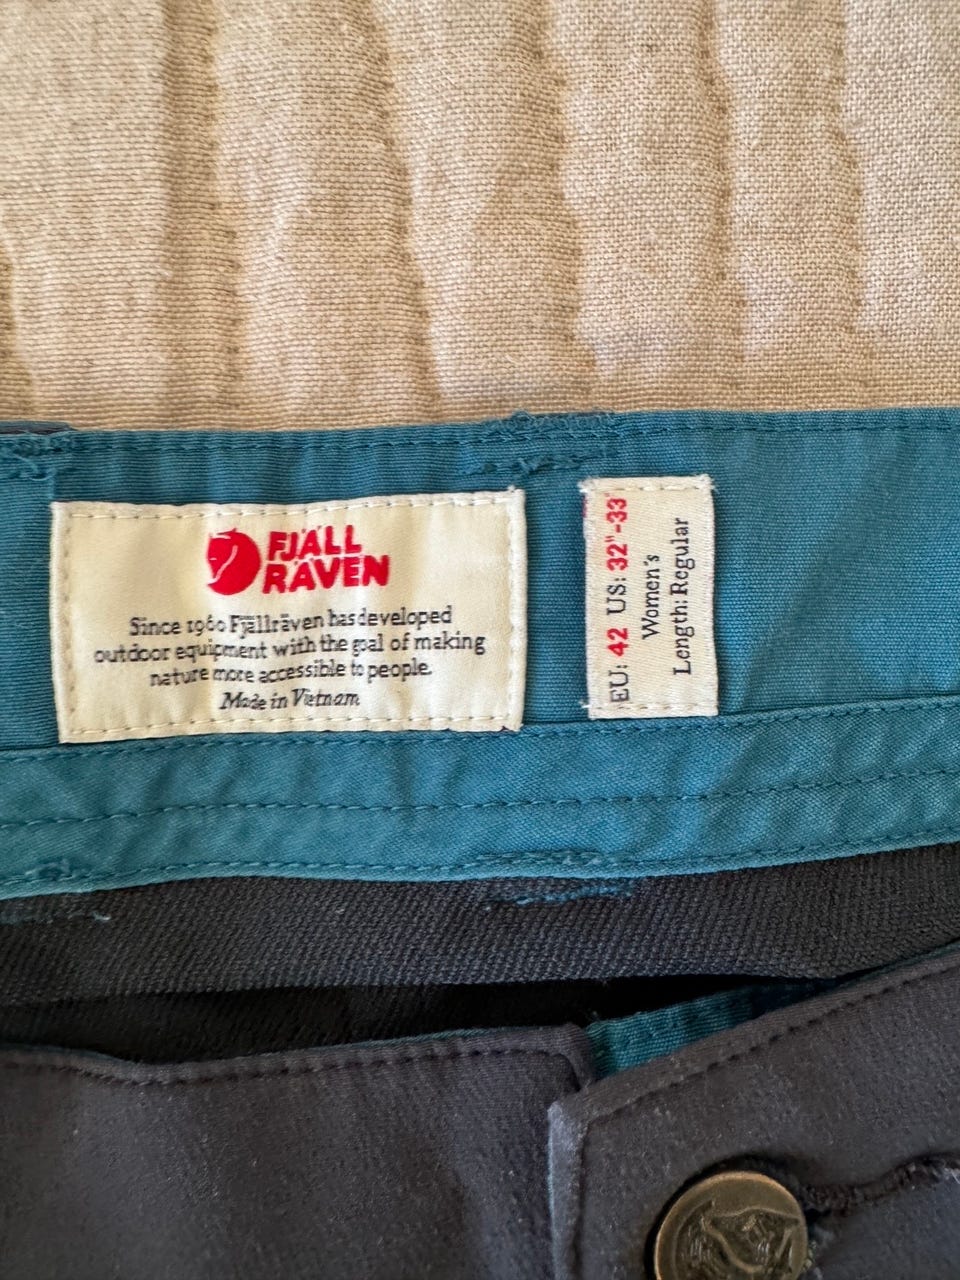 FJÄLL
RÄVEN
Since 1960 Fjällräven has developed
outdoor equipment with the goal of making
nature more accessible to people.
Made in Vietnam
EU: 42 US: 32"-33"
Women's
Length: Regular